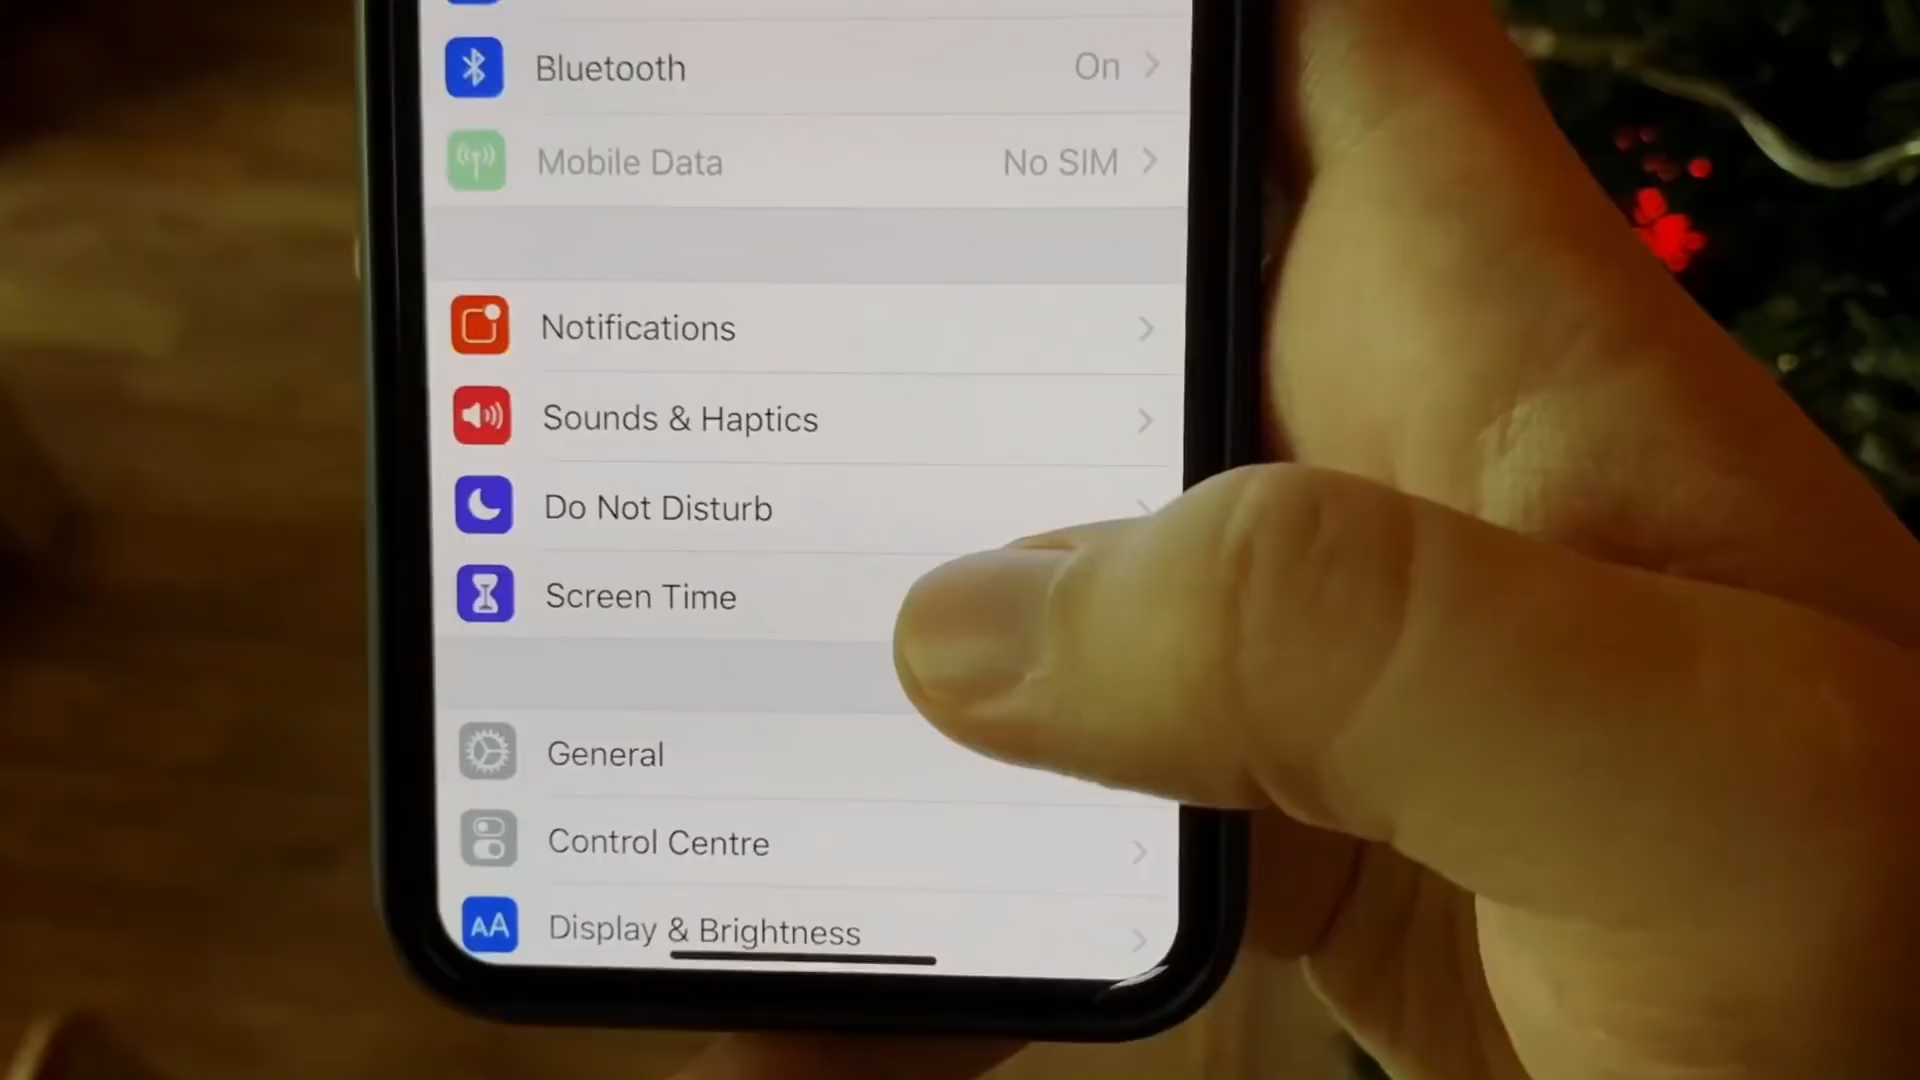 Bluetooth On
Mobile Data No SIM
Notifications
Sounds & Haptics
Do Not Disturb
Screen Time
General
Control Centre
AA Display & Brightness